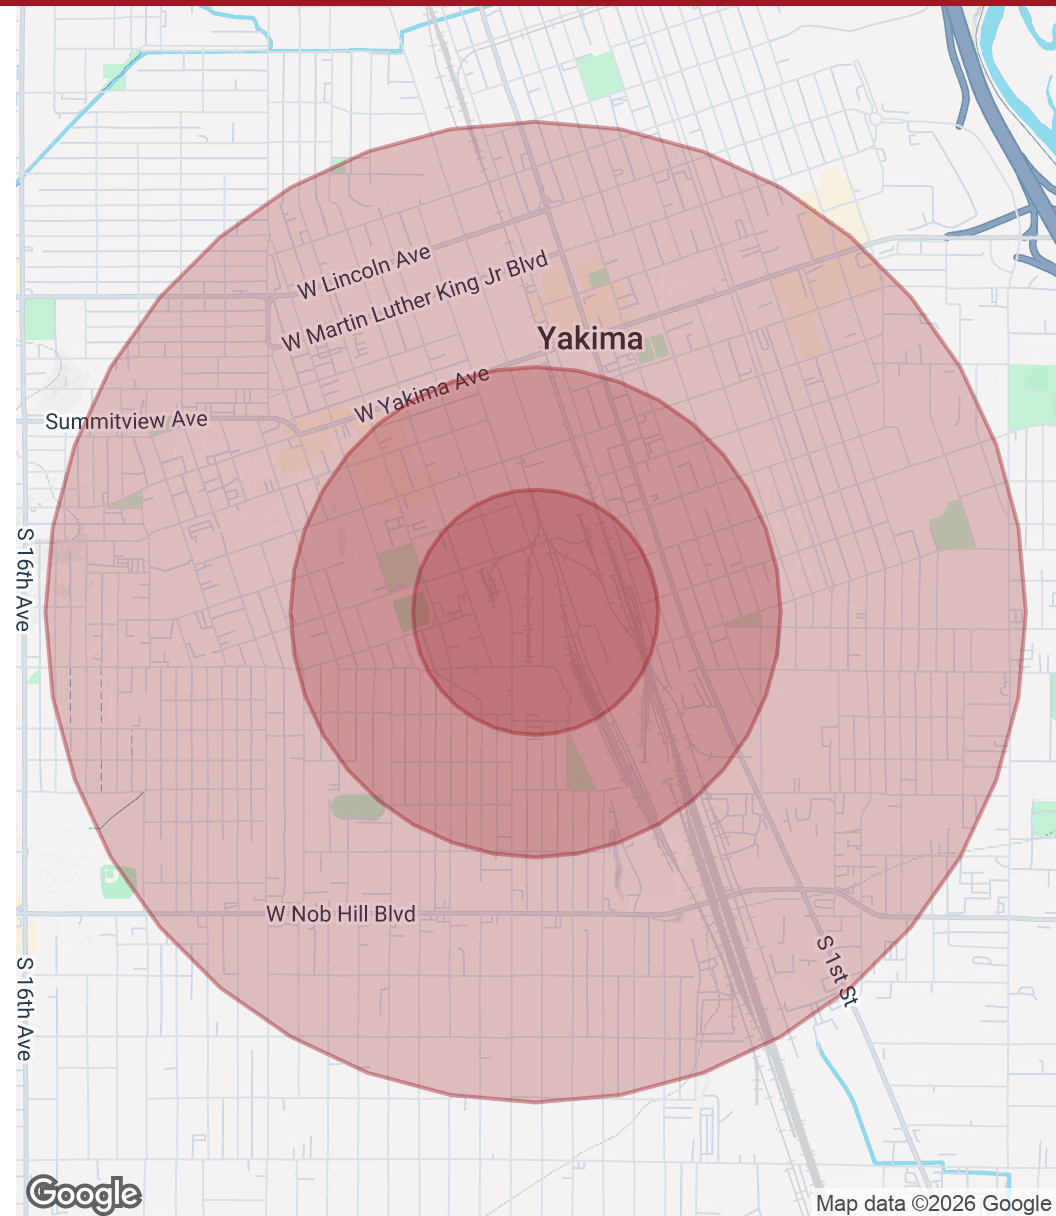 W Lincoln Ave
W Martin Luther King Jr Blvd
Yakima
W Yakima Ave
Summitview Ave
S 16th Ave
W Nob Hill Blvd
S 1st St
S 16th Ave
Google
Map data ©2026 Google